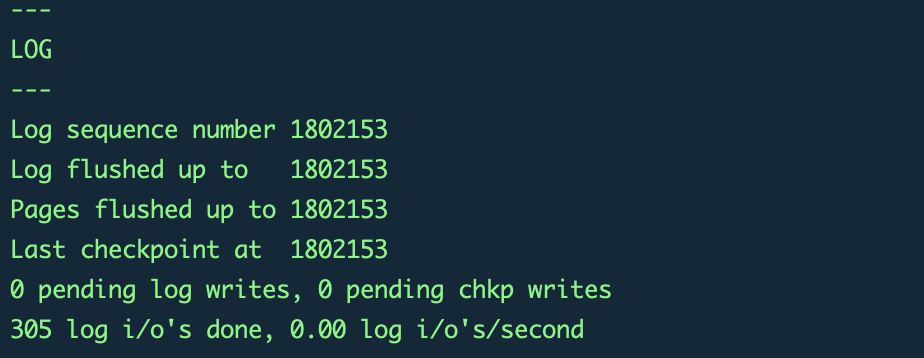 ---
LOG
---
Log sequence number 1802153
Log flushed up to   1802153
Pages flushed up to 1802153
Last checkpoint at  1802153
0 pending log writes, 0 pending chkp writes
305 log i/o's done, 0.00 log i/o's/second